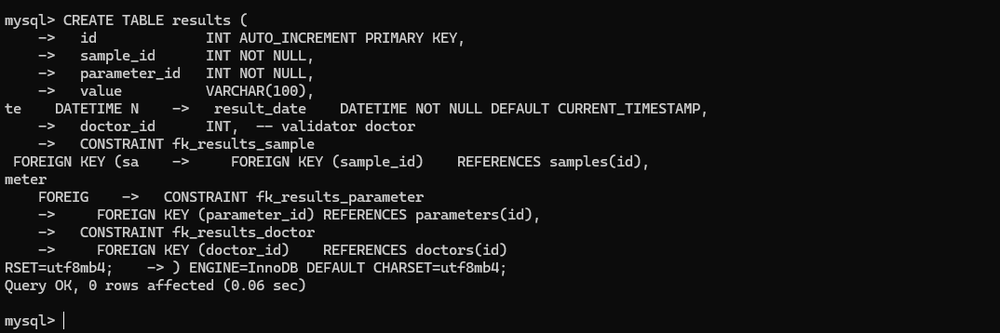 mysql> CREATE TABLE results (
    ->   id             INT AUTO_INCREMENT PRIMARY KEY,
    ->   sample_id      INT NOT NULL,
    ->   parameter_id   INT NOT NULL,
    ->   value          VARCHAR(100),
te    DATETIME N    ->   result_date    DATETIME NOT NULL DEFAULT CURRENT_TIMESTAMP,
    ->   doctor_id      INT,  -- validator doctor
    ->   CONSTRAINT fk_results_sample
 FOREIGN KEY (sa    ->     FOREIGN KEY (sample_id)    REFERENCES samples(id),
meter
    FOREIG    ->   CONSTRAINT fk_results_parameter
    ->     FOREIGN KEY (parameter_id) REFERENCES parameters(id),
    ->   CONSTRAINT fk_results_doctor
    ->     FOREIGN KEY (doctor_id)    REFERENCES doctors(id)
RSET=utf8mb4;    -> ) ENGINE=InnoDB DEFAULT CHARSET=utf8mb4;
Query OK, 0 rows affected (0.06 sec)

mysql>